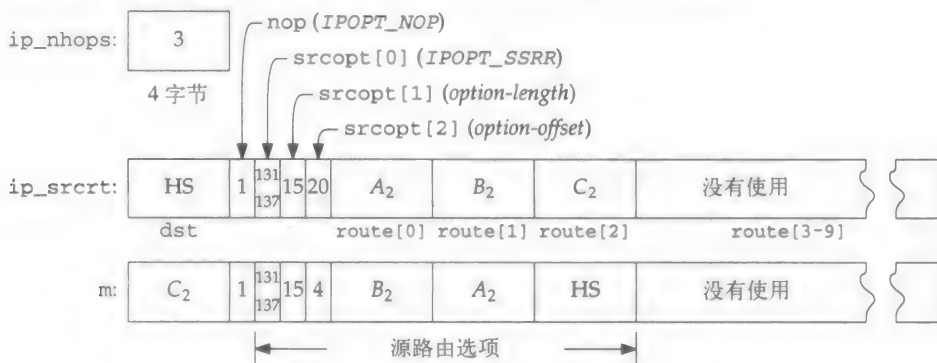 nop (IPOPT_NOP)
ip_nhops: 3
srcopt[0] (IPOPT_SSRR)
4 字节
srcopt[1] (option-length)
srcopt[2] (option-offset)
ip_srcrt: HS 1 131 137 15 20 A2 B2 C2 没有使用
dst route[0] route[1] route[2] route[3-9]
m: C2 1 131 137 15 4 B2 A2 HS 没有使用
源路由选项